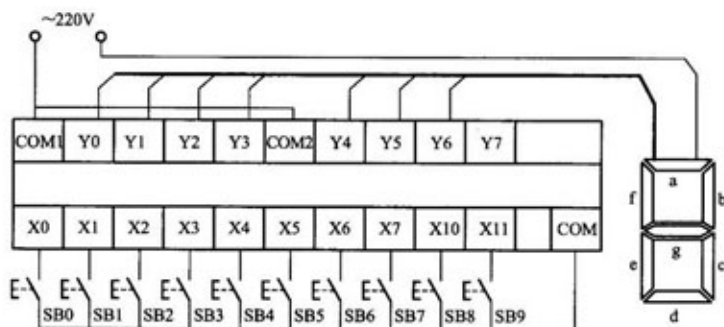 ~220V
COM1 Y0 Y1 Y2 Y3 COM2 Y4 Y5 Y6 Y7
a
f b
X0 X1 X2 X3 X4 X5 X6 X7 X10 X11 COM
g
e c
SB0 SB1 SB2 SB3 SB4 SB5 SB6 SB7 SB8 SB9
d